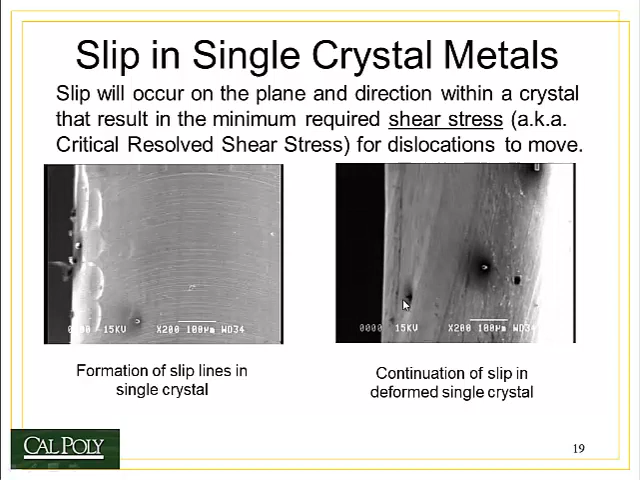 Slip in Single Crystal Metals
Slip will occur on the plane and direction within a crystal
that result in the minimum required shear stress (a.k.a.
Critical Resolved Shear Stress) for dislocations to move.
0000 15KV X200 100µm WD34
0000 15KV X200 100µm WD34
Formation of slip lines in
single crystal
Continuation of slip in
deformed single crystal
CAL POLY
19